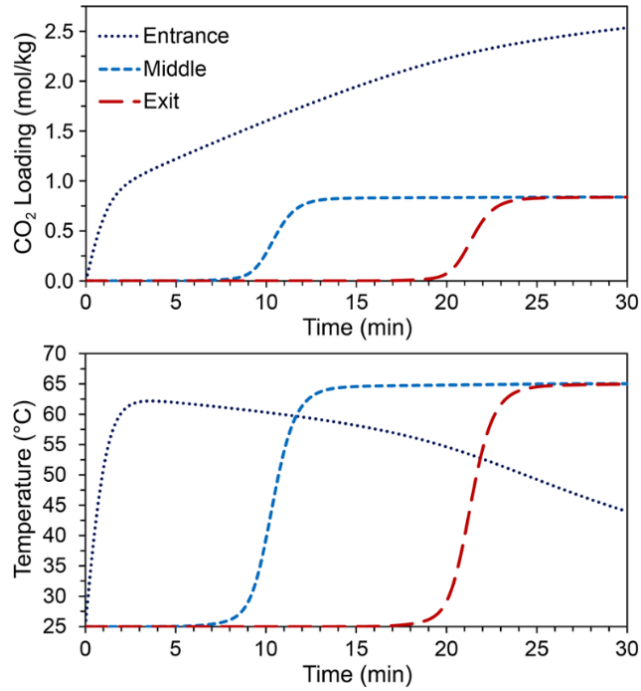 CO₂ Loading (mol/kg)
2.5
2.0
1.5
1.0
0.5
0.0
Entrance
Middle
Exit
0 5 10 15 20 25 30
Time (min)
Temperature (°C)
70
65
60
55
50
45
40
35
30
25
0 5 10 15 20 25 30
Time (min)